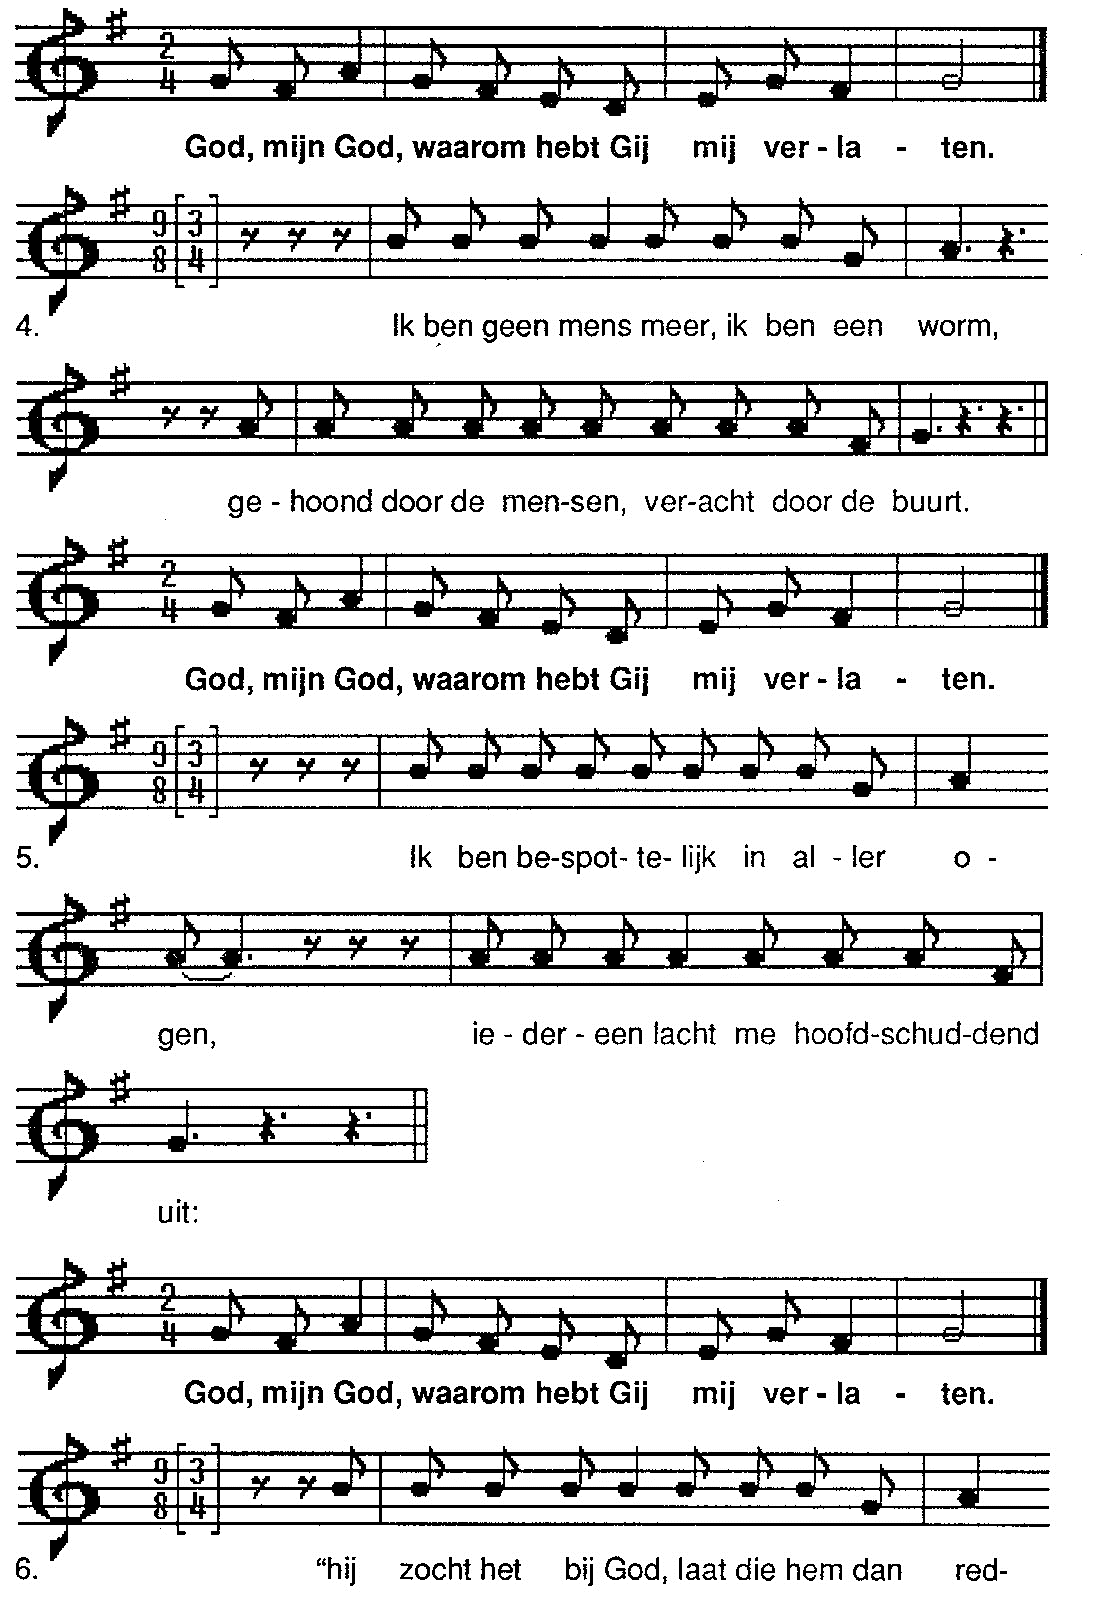 God, mijn God, waarom hebt Gij mij ver - la - ten.
4. Ik ben geen mens meer, ik ben een worm,
ge - hoond door de men-sen, ver-acht door de buurt.
God, mijn God, waarom hebt Gij mij ver - la - ten.
5. Ik ben be-spot- te- lijk in al - ler o -
gen, ie - der - een lacht me hoofd-schud-dend
uit:
God, mijn God, waarom hebt Gij mij ver - la - ten.
6. “hij zocht het bij God, laat die hem dan red-